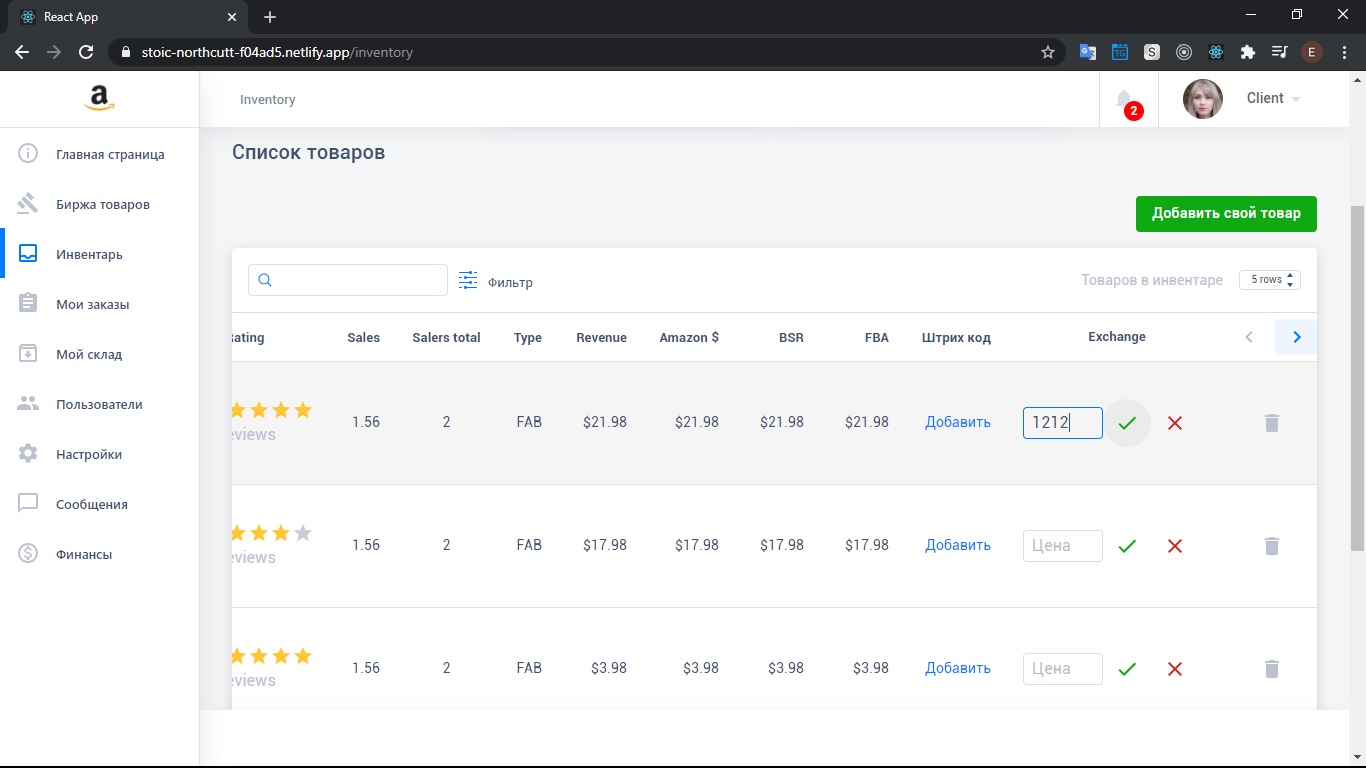 React App
stoic-northcutt-f04ad5.netlify.app/inventory
TG
S
E
a
Inventory
2
Client
Главная страница
Биржа товаров
Инвентарь
Мои заказы
Мой склад
Пользователи
Настройки
Сообщения
Финансы
Список товаров
Добавить свой товар
Фильтр
Товаров в инвентаре
5 rows
ating Sales Salers total Type Revenue Amazon $ BSR FBA Штрих код Exchange
1.56 2 FAB $21.98 $21.98 $21.98 $21.98 Добавить 1212
eviews
1.56 2 FAB $17.98 $17.98 $17.98 $17.98 Добавить Цена
eviews
1.56 2 FAB $3.98 $3.98 $3.98 $3.98 Добавить Цена
eviews